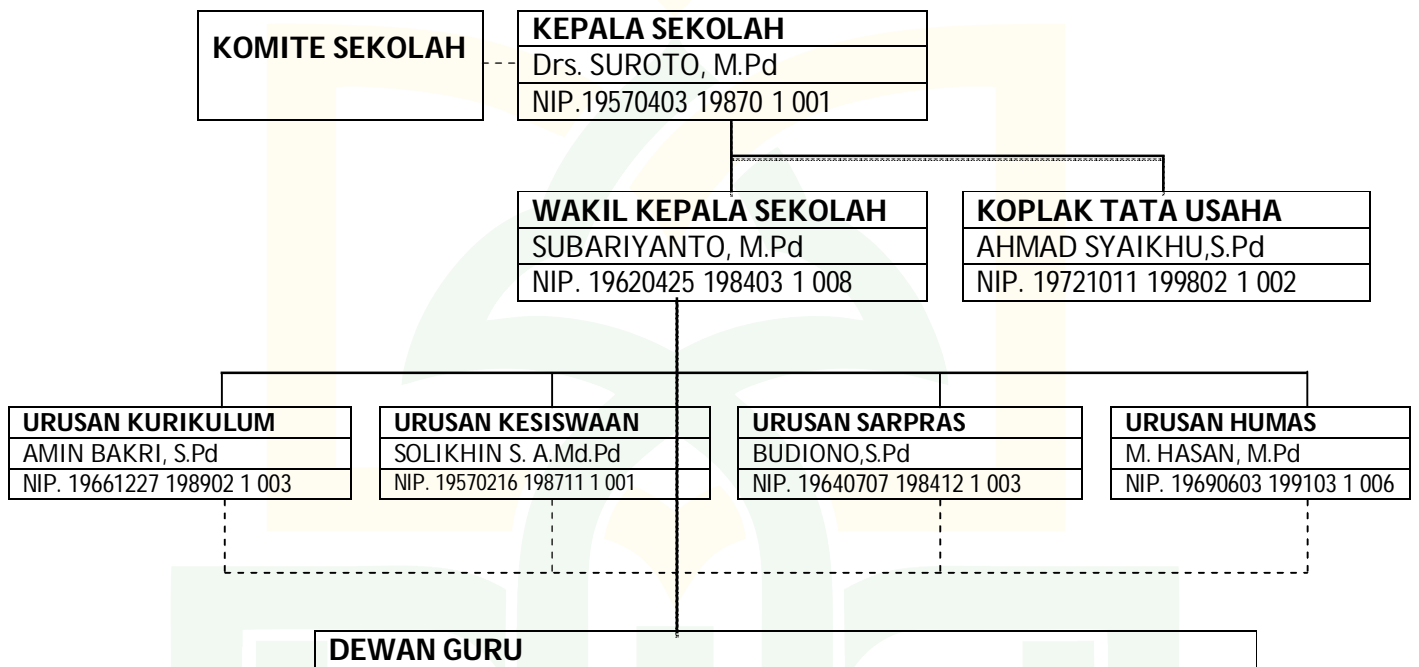 KOMITE SEKOLAH
KEPALA SEKOLAH
Drs. SUROTO, M.Pd
NIP.19570403 19870 1 001
WAKIL KEPALA SEKOLAH
SUBARIYANTO, M.Pd
NIP. 19620425 198403 1 008
KOPLAK TATA USAHA
AHMAD SYAIKHU,S.Pd
NIP. 19721011 199802 1 002
URUSAN KURIKULUM
AMIN BAKRI, S.Pd
NIP. 19661227 198902 1 003
URUSAN KESISWAAN
SOLIKHIN S. A.Md.Pd
NIP. 19570216 198711 1 001
URUSAN SARPRAS
BUDIONO,S.Pd
NIP. 19640707 198412 1 003
URUSAN HUMAS
M. HASAN, M.Pd
NIP. 19690603 199103 1 006
DEWAN GURU